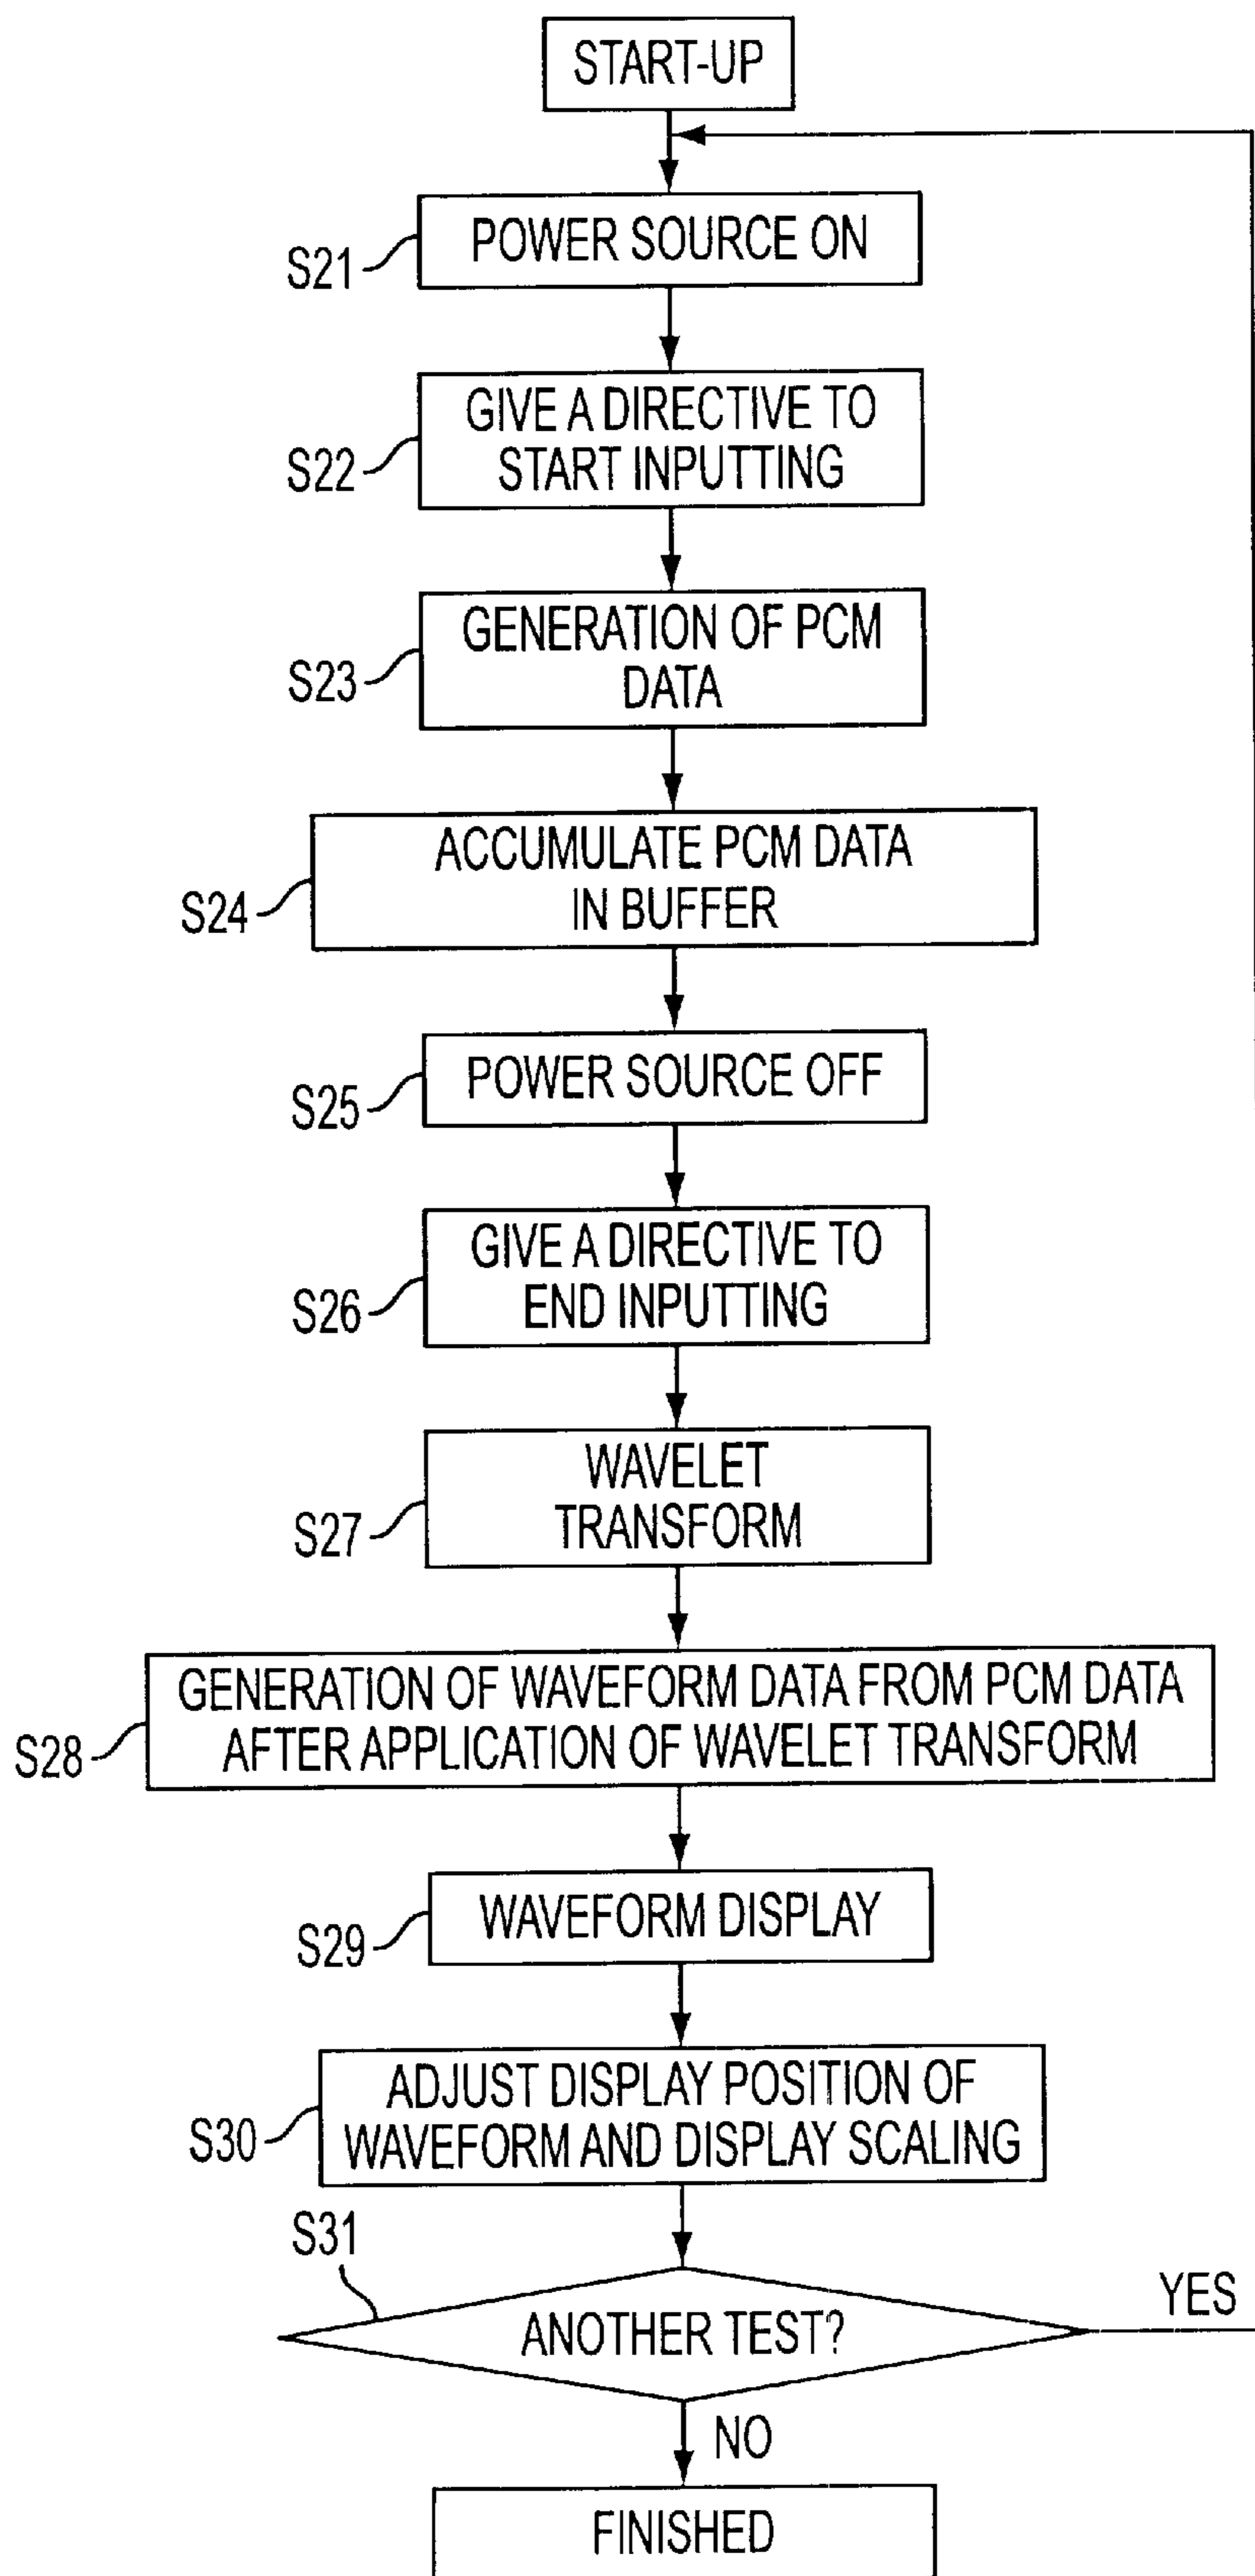 START-UP
POWER SOURCE ON
S21
GIVE A DIRECTIVE TO
START INPUTTING
S22
GENERATION OF PCM
DATA
S23
ACCUMULATE PCM DATA
IN BUFFER
S24
POWER SOURCE OFF
S25
GIVE A DIRECTIVE TO
END INPUTTING
S26
WAVELET
TRANSFORM
S27
GENERATION OF WAVEFORM DATA FROM PCM DATA
AFTER APPLICATION OF WAVELET TRANSFORM
S28
WAVEFORM DISPLAY
S29
ADJUST DISPLAY POSITION OF
WAVEFORM AND DISPLAY SCALING
S30
S31
YES
ANOTHER TEST?
NO
FINISHED